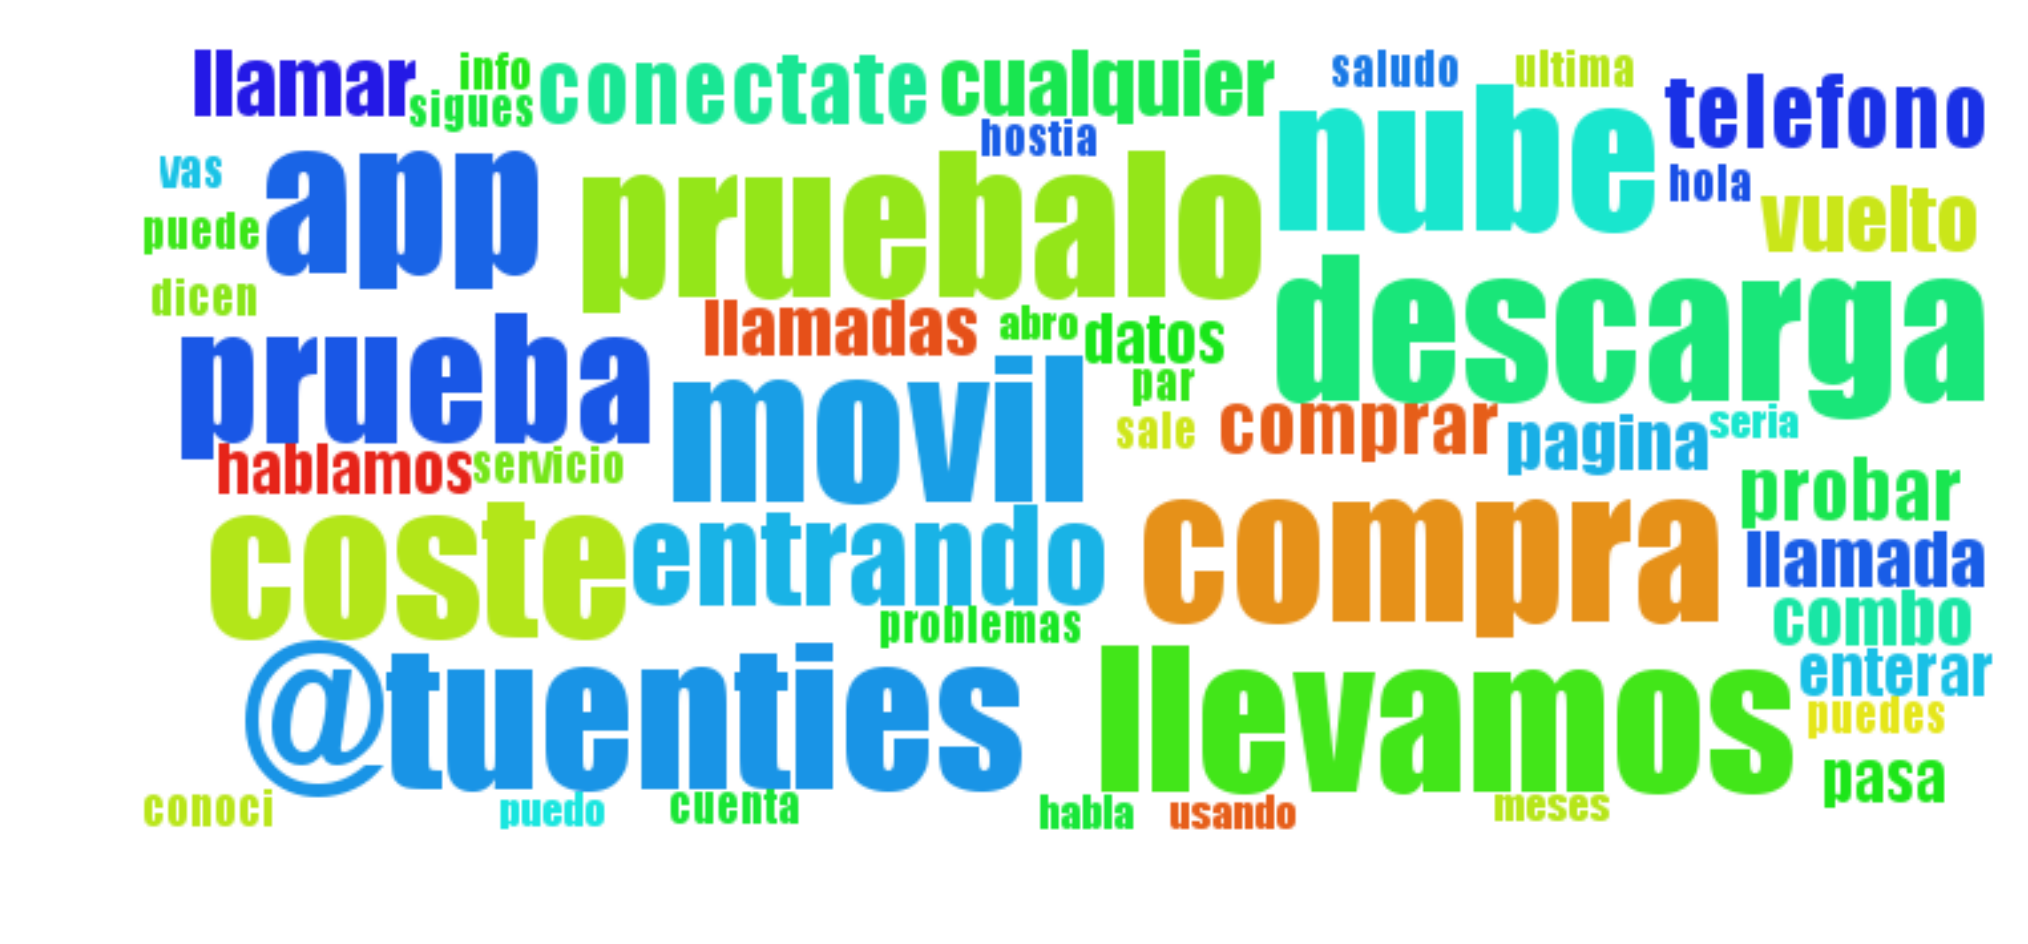 llamar
info
sigues
conectate
cualquier
hostia
saludo
ultima
nube
telefono
hola
vuelto
vas
puede
dicen
app
pruebalo
descarga
prueba
llamadas
abro
datos
par
sale
movil
comprar
pagina
seria
hablamos
servicio
probar
coste
entrando
compra
llamada
combo
problemas
enterar
@tuenties
llevamos
puedes
pasa
conoci
puedo
cuenta
habla
usando
meses